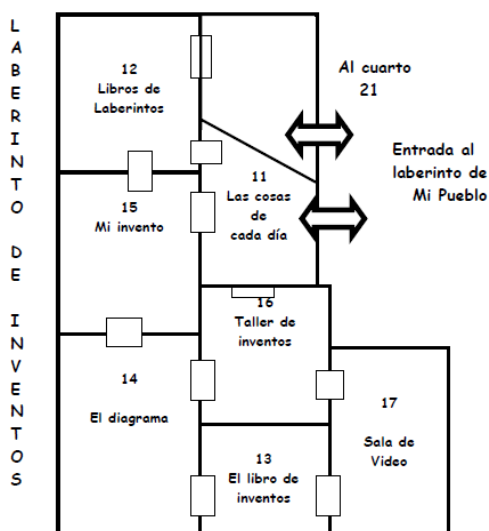 LABERINTO DE INVENTOS
12
Libros de
Laberintos
Al cuarto
21
Entrada al
laberinto de
Mi Pueblo
11
Las cosas
de
cada día
15
Mi invento
16
Taller de
inventos
14
El diagrama
17
Sala de
Video
13
El libro de
inventos